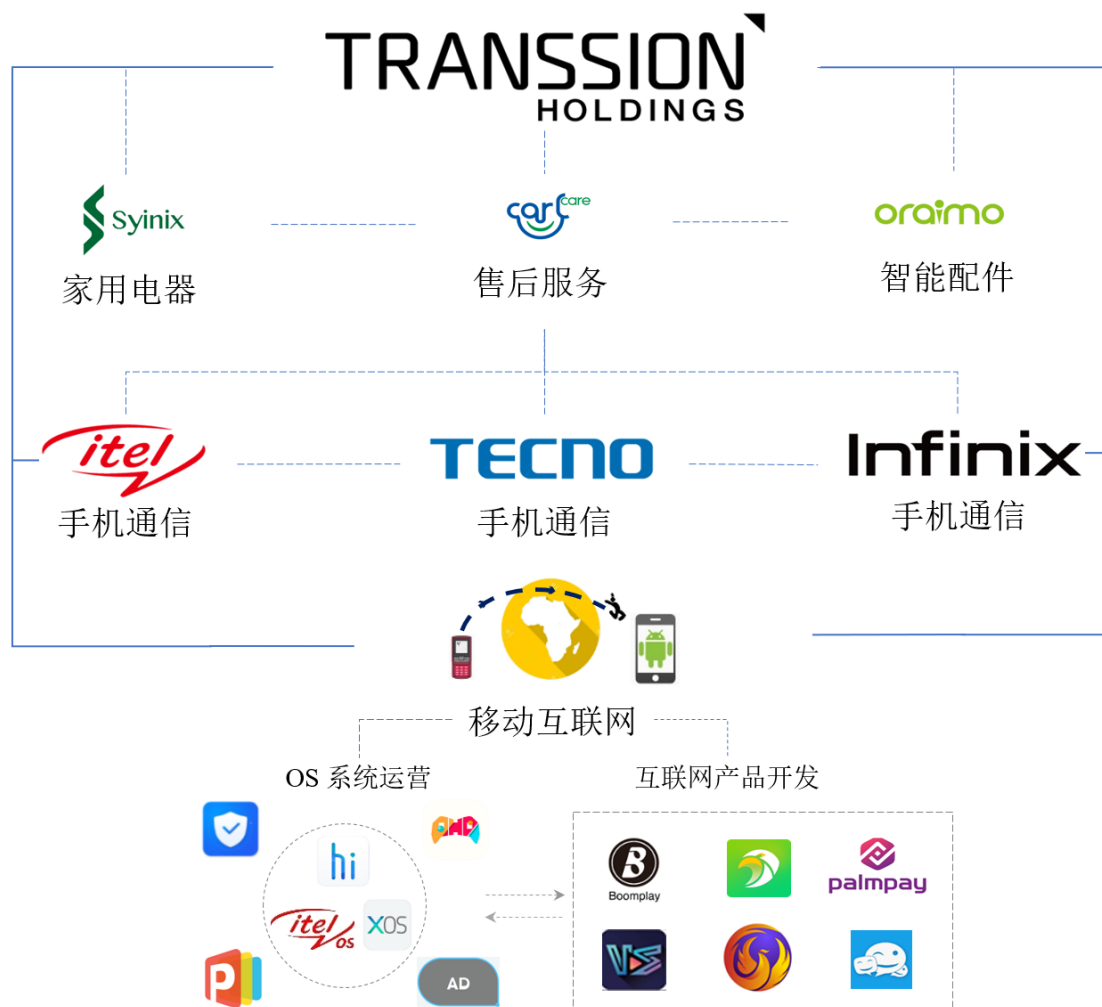 TRANSSION
HOLDINGS
Syinix
carlcare
oraimo
家用电器
售后服务
智能配件
itel
TECNO
Infinix
手机通信
手机通信
手机通信
移动互联网
OS 系统运营
互联网产品开发
hi
itel OS
XOS
P
AD
B
Boomplay
palmpay
VS